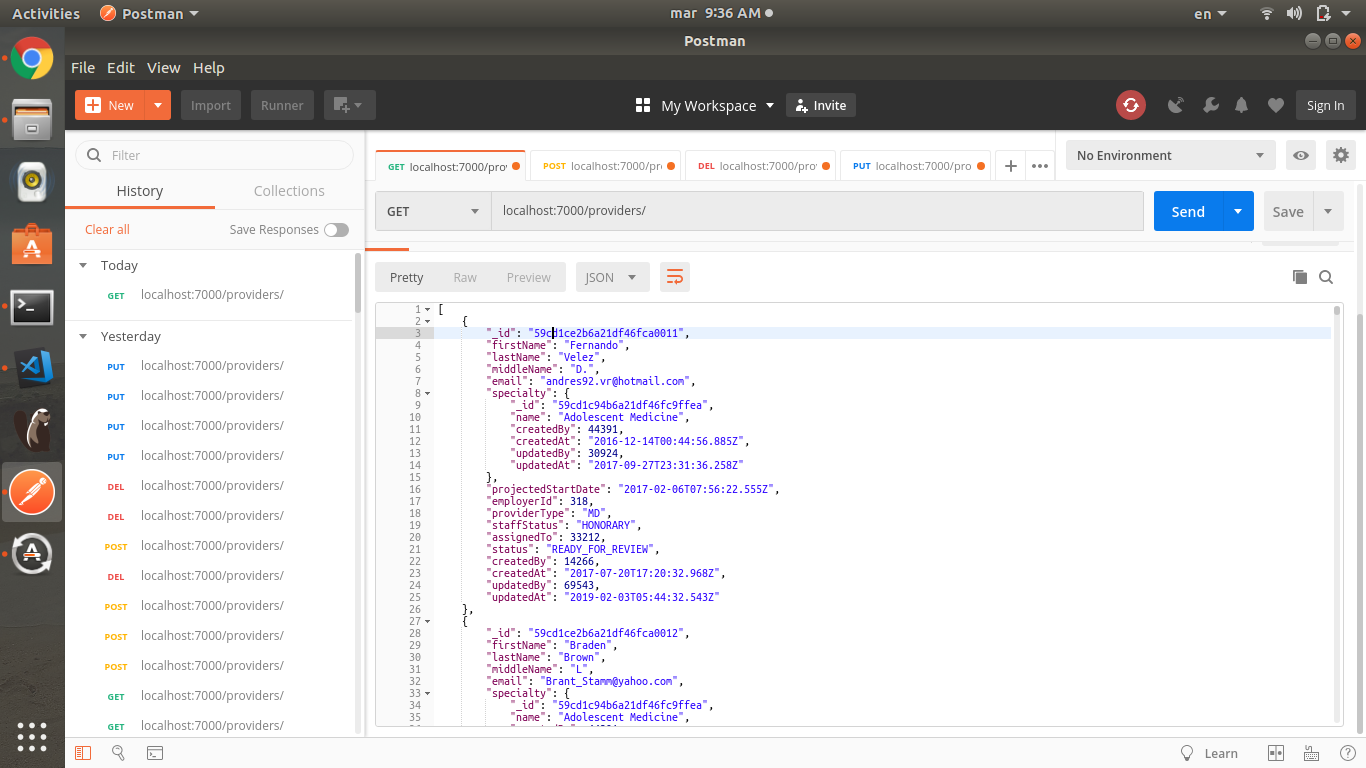 Activities Postman mar 9:36 AM en
Postman
File Edit View Help
New Import Runner My Workspace Invite Sign In
Filter
History Collections
Clear all Save Responses
Today
GET localhost:7000/providers/
Yesterday
PUT localhost:7000/providers/
PUT localhost:7000/providers/
PUT localhost:7000/providers/
PUT localhost:7000/providers/
DEL localhost:7000/providers/
DEL localhost:7000/providers/
POST localhost:7000/providers/
DEL localhost:7000/providers/
POST localhost:7000/providers/
POST localhost:7000/providers/
POST localhost:7000/providers/
GET localhost:7000/providers/
GET localhost:7000/providers/
GET localhost:7000/pro POST localhost:7000/pr DEL localhost:7000/pro PUT localhost:7000/pro No Environment
GET localhost:7000/providers/ Send Save
Pretty Raw Preview JSON
1 [
2 {
3 "_id": "59cd1ce2b6a21df46fca0011",
4 "firstName": "Fernando",
5 "lastName": "Velez",
6 "middleName": "D.",
7 "email": "andres92.vr@hotmail.com",
8 "specialty": {
9 "_id": "59cd1c94b6a21df46fc9ffea",
10 "name": "Adolescent Medicine",
11 "createdBy": 44391,
12 "createdAt": "2016-12-14T00:44:56.885Z",
13 "updatedBy": 30924,
14 "updatedAt": "2017-09-27T23:31:36.258Z"
15 },
16 "projectedStartDate": "2017-02-06T07:56:22.555Z",
17 "employerId": 318,
18 "providerType": "MD",
19 "staffStatus": "HONORARY",
20 "assignedTo": 33212,
21 "status": "READY_FOR_REVIEW",
22 "createdBy": 14266,
23 "createdAt": "2017-07-20T17:20:32.968Z",
24 "updatedBy": 69543,
25 "updatedAt": "2019-02-03T05:44:32.543Z"
26 },
27 {
28 "_id": "59cd1ce2b6a21df46fca0012",
29 "firstName": "Braden",
30 "lastName": "Brown",
31 "middleName": "L",
32 "email": "Brant_Stamm@yahoo.com",
33 "specialty": {
34 "_id": "59cd1c94b6a21df46fc9ffea",
35 "name": "Adolescent Medicine",
Learn